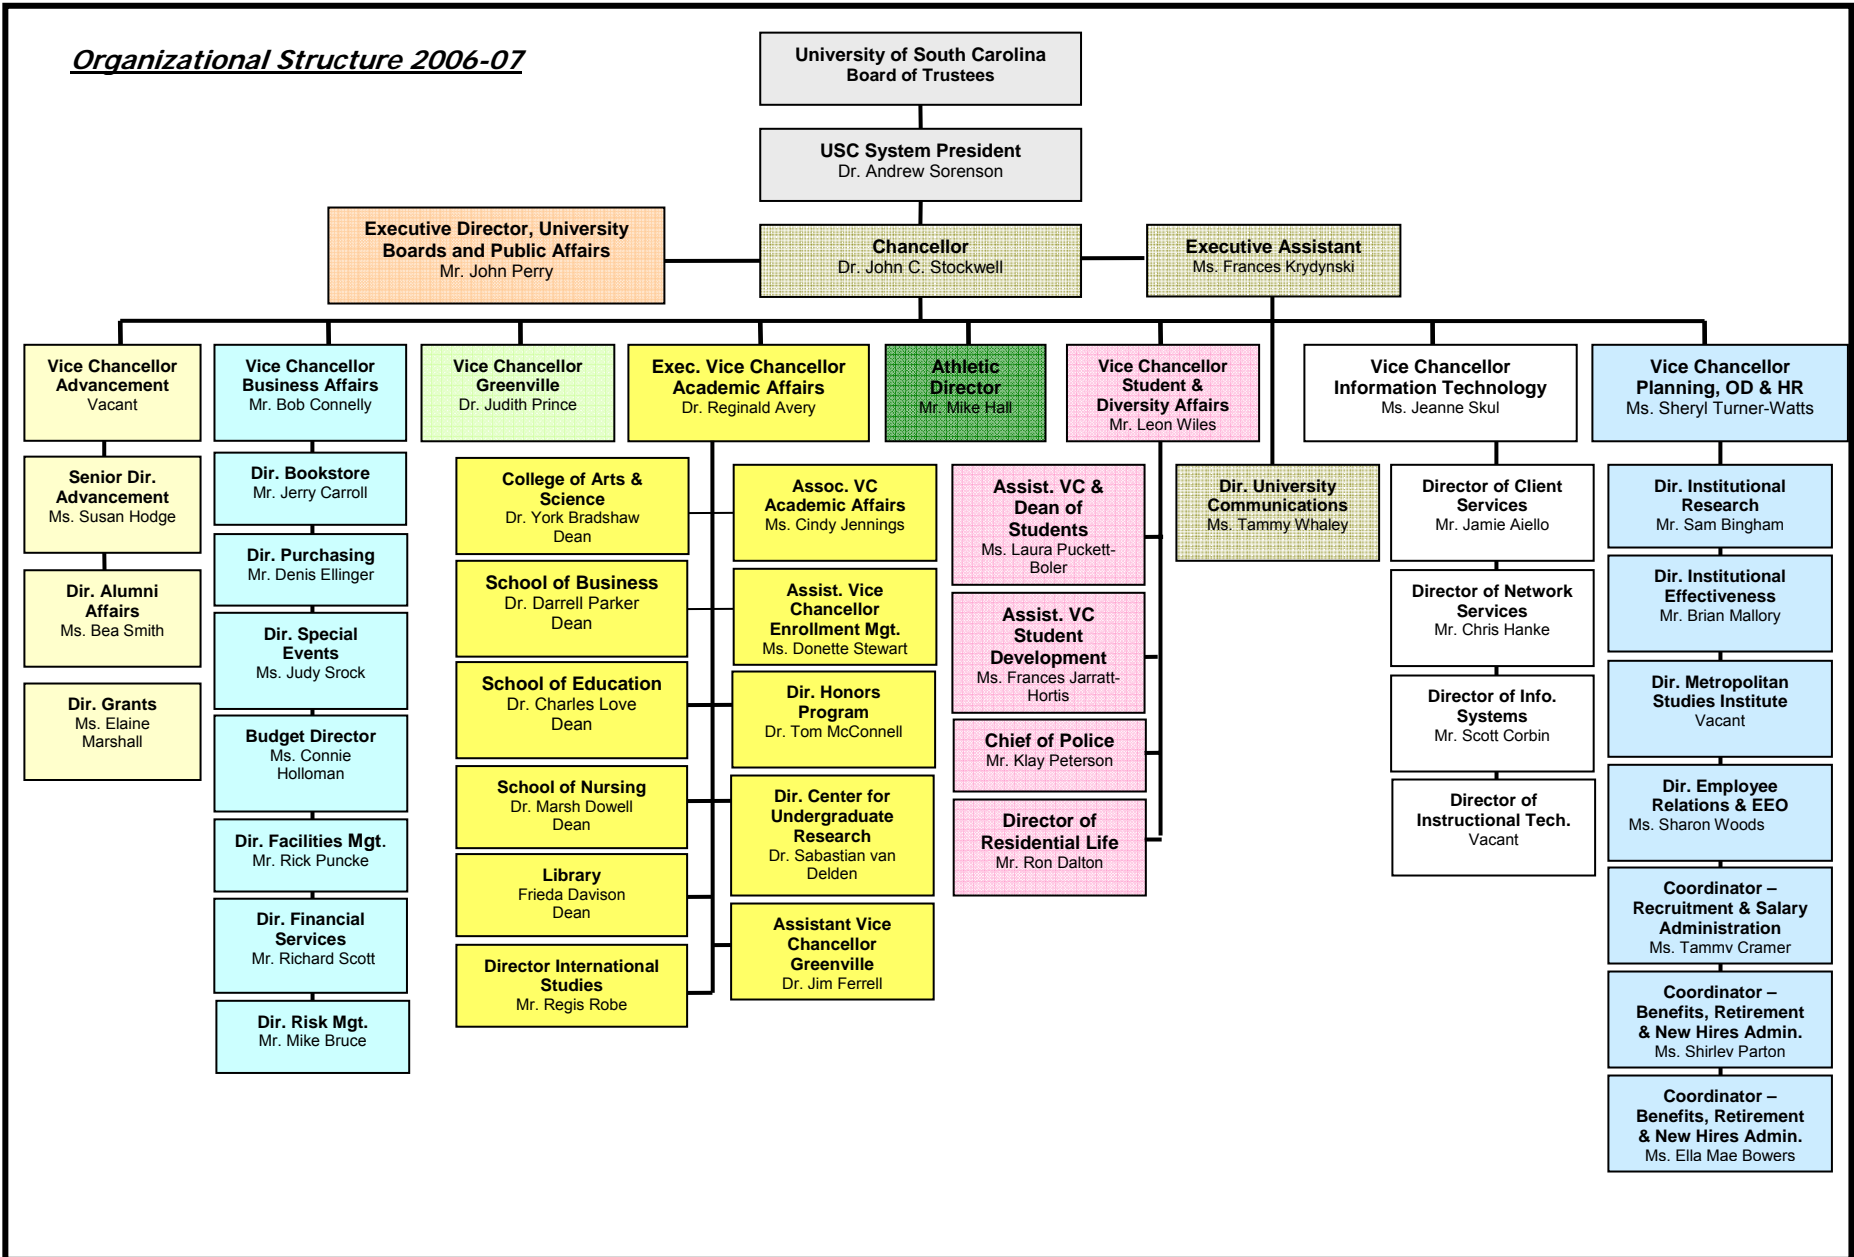 Organizational Structure 2006-07
University of South Carolina
Board of Trustees
USC System President
Dr. Andrew Sorenson
Executive Director, University
Boards and Public Affairs
Mr. John Perry
Chancellor
Dr. John C. Stockwell
Executive Assistant
Ms. Frances Krydynski
Vice Chancellor
Advancement
Vacant
Vice Chancellor
Business Affairs
Mr. Bob Connelly
Vice Chancellor
Greenville
Dr. Judith Prince
Exec. Vice Chancellor
Academic Affairs
Dr. Reginald Avery
Athletic
Director
Mr. Mike Hall
Vice Chancellor
Student &
Diversity Affairs
Mr. Leon Wiles
Vice Chancellor
Information Technology
Ms. Jeanne Skul
Vice Chancellor
Planning, OD & HR
Ms. Sheryl Turner-Watts
Senior Dir.
Advancement
Ms. Susan Hodge
Dir. Alumni
Affairs
Ms. Bea Smith
Dir. Grants
Ms. Elaine
Marshall
Dir. Bookstore
Mr. Jerry Carroll
Dir. Purchasing
Mr. Denis Ellinger
Dir. Special
Events
Ms. Judy Srock
Budget Director
Ms. Connie
Holloman
Dir. Facilities Mgt.
Mr. Rick Puncke
Dir. Financial
Services
Mr. Richard Scott
Dir. Risk Mgt.
Mr. Mike Bruce
College of Arts &
Science
Dr. York Bradshaw
Dean
School of Business
Dr. Darrell Parker
Dean
School of Education
Dr. Charles Love
Dean
School of Nursing
Dr. Marsh Dowell
Dean
Library
Frieda Davison
Dean
Director International
Studies
Mr. Regis Robe
Assoc. VC
Academic Affairs
Ms. Cindy Jennings
Assist. Vice
Chancellor
Enrollment Mgt.
Ms. Donette Stewart
Dir. Honors
Program
Dr. Tom McConnell
Dir. Center for
Undergraduate
Research
Dr. Sabastian van
Delden
Assistant Vice
Chancellor
Greenville
Dr. Jim Ferrell
Assist. VC &
Dean of
Students
Ms. Laura Puckett-
Boler
Assist. VC
Student
Development
Ms. Frances Jarratt-
Hortis
Chief of Police
Mr. Klay Peterson
Director of
Residential Life
Mr. Ron Dalton
Dir. University
Communications
Ms. Tammy Whaley
Director of Client
Services
Mr. Jamie Aiello
Director of Network
Services
Mr. Chris Hanke
Director of Info.
Systems
Mr. Scott Corbin
Director of
Instructional Tech.
Vacant
Dir. Institutional
Research
Mr. Sam Bingham
Dir. Institutional
Effectiveness
Mr. Brian Mallory
Dir. Metropolitan
Studies Institute
Vacant
Dir. Employee
Relations & EEO
Ms. Sharon Woods
Coordinator –
Recruitment & Salary
Administration
Ms. Tammy Cramer
Coordinator –
Benefits, Retirement
& New Hires Admin.
Ms. Shirley Parton
Coordinator –
Benefits, Retirement
& New Hires Admin.
Ms. Ella Mae Bowers